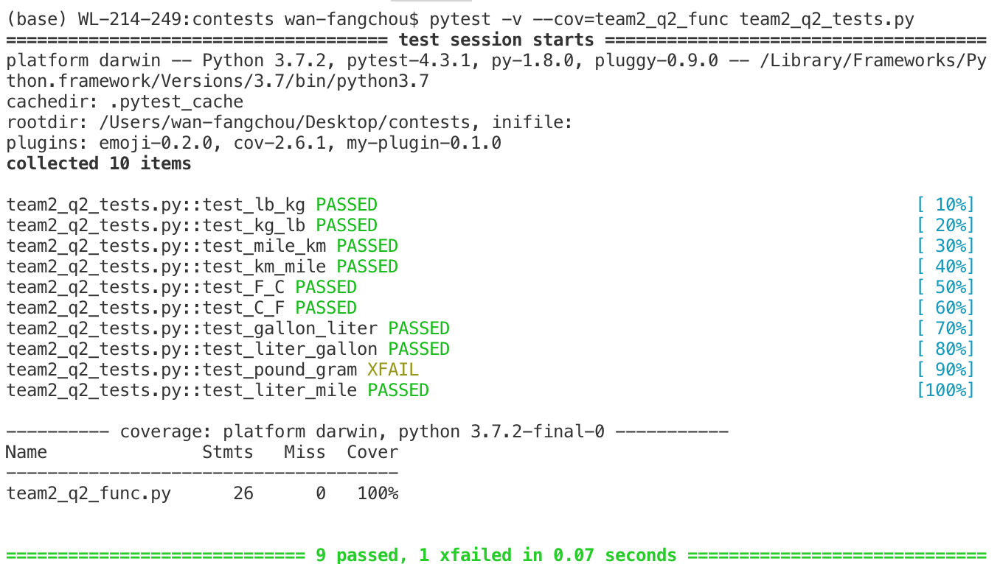 (base) WL-214-249:contests wan-fangchou$ pytest -v --cov=team2_q2_func team2_q2_tests.py
===================================== test session starts =====================================
platform darwin -- Python 3.7.2, pytest-4.3.1, py-1.8.0, pluggy-0.9.0 -- /Library/Frameworks/Py
thon.framework/Versions/3.7/bin/python3.7
cachedir: .pytest_cache
rootdir: /Users/wan-fangchou/Desktop/contests, inifile:
plugins: emoji-0.2.0, cov-2.6.1, my-plugin-0.1.0
collected 10 items
team2_q2_tests.py::test_lb_kg PASSED [ 10%]
team2_q2_tests.py::test_kg_lb PASSED [ 20%]
team2_q2_tests.py::test_mile_km PASSED [ 30%]
team2_q2_tests.py::test_km_mile PASSED [ 40%]
team2_q2_tests.py::test_F_C PASSED [ 50%]
team2_q2_tests.py::test_C_F PASSED [ 60%]
team2_q2_tests.py::test_gallon_liter PASSED [ 70%]
team2_q2_tests.py::test_liter_gallon PASSED [ 80%]
team2_q2_tests.py::test_pound_gram XFAIL [ 90%]
team2_q2_tests.py::test_liter_mile PASSED [100%]
---------- coverage: platform darwin, python 3.7.2-final-0 -----------
Name Stmts Miss Cover
--------------------------------------
team2_q2_func.py 26 0 100%
============================= 9 passed, 1 xfailed in 0.07 seconds =============================